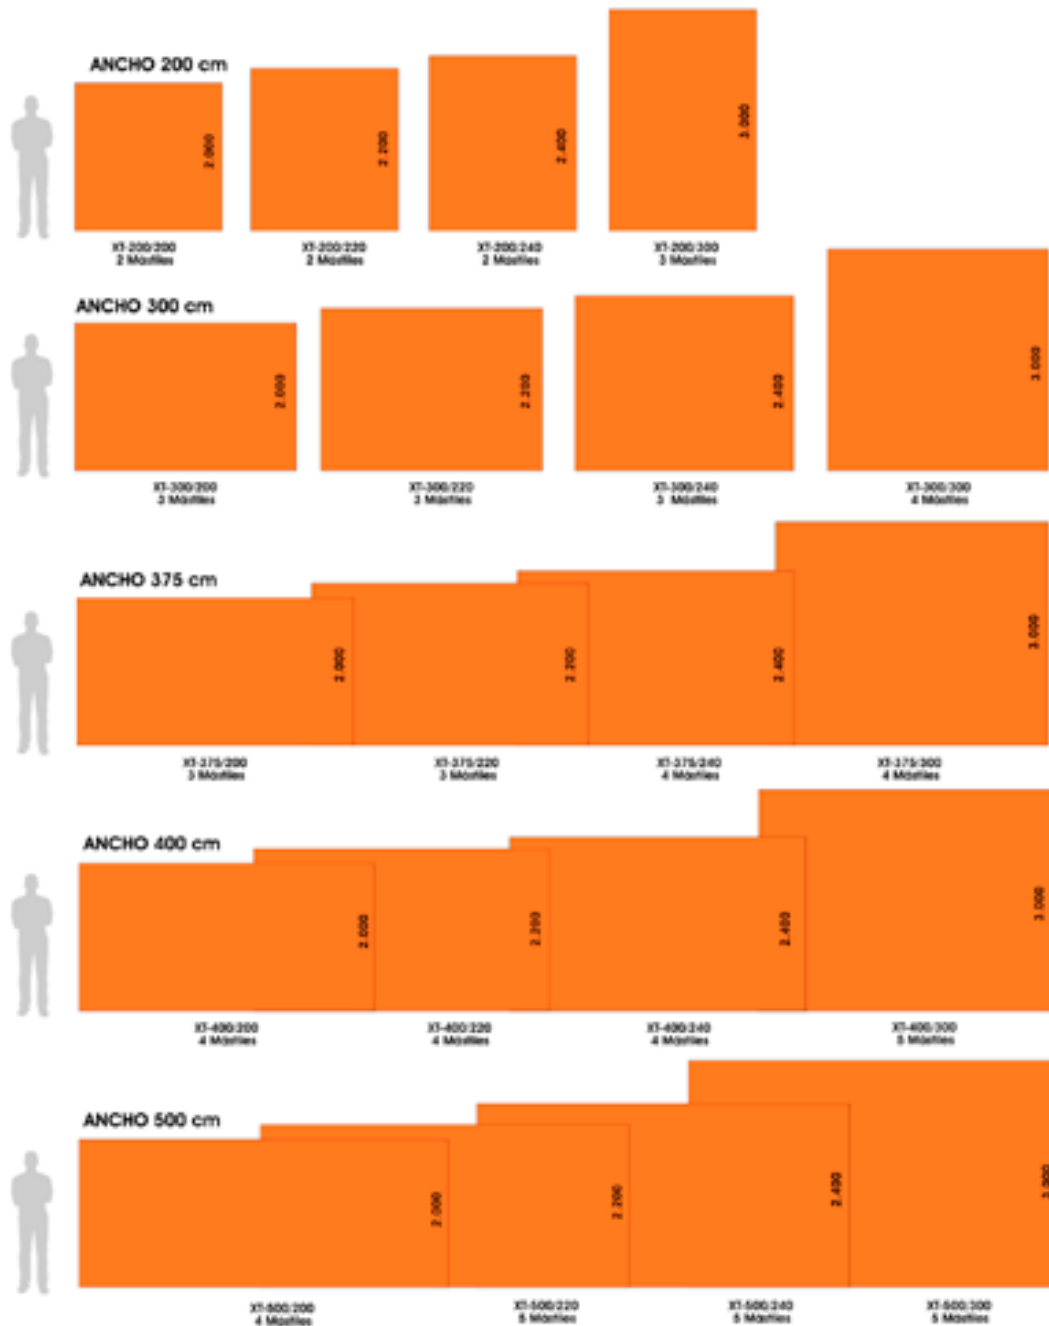 ANCHO 200 cm
2.000
2.200
2.400
3.000
XT-200/200
2 Mástiles
XT-200/220
2 Mástiles
XT-200/240
2 Mástiles
XT-200/300
3 Mástiles
ANCHO 300 cm
2.000
2.200
2.400
3.000
XT-300/200
3 Mástiles
XT-300/220
3 Mástiles
XT-300/240
3 Mástiles
XT-300/300
4 Mástiles
ANCHO 375 cm
2.000
2.200
2.400
3.000
XT-375/200
3 Mástiles
XT-375/220
3 Mástiles
XT-375/240
4 Mástiles
XT-375/300
4 Mástiles
ANCHO 400 cm
2.000
2.200
2.400
3.000
XT-400/200
4 Mástiles
XT-400/220
4 Mástiles
XT-400/240
4 Mástiles
XT-400/300
5 Mástiles
ANCHO 500 cm
2.000
2.200
2.400
3.000
XT-500/200
4 Mástiles
XT-500/220
5 Mástiles
XT-500/240
5 Mástiles
XT-500/300
5 Mástiles